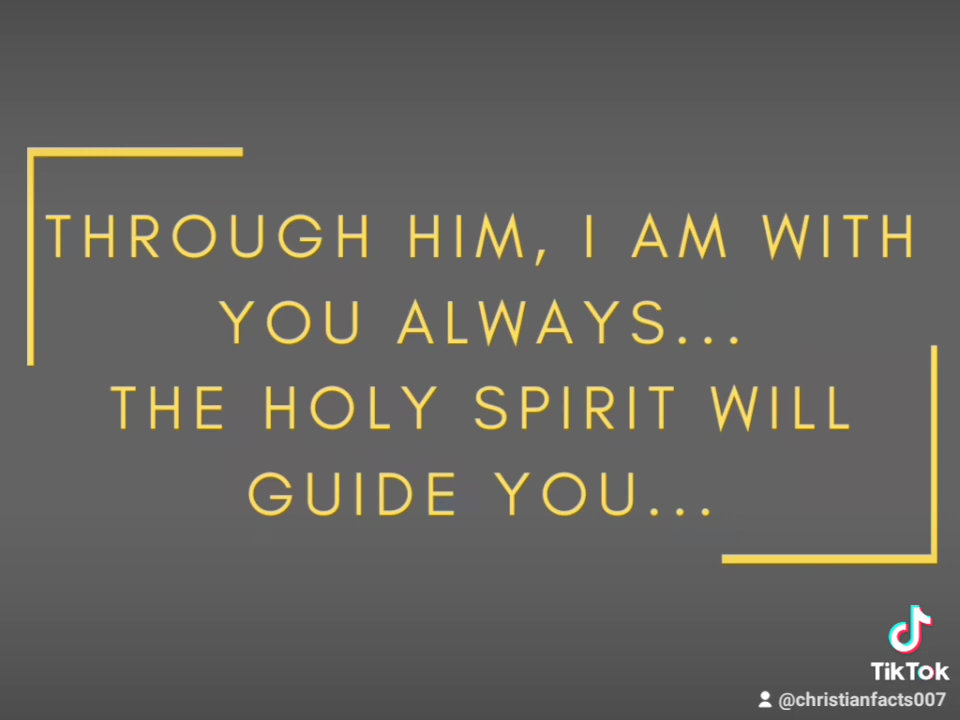 THROUGH HIM, I AM WITH
YOU ALWAYS...
THE HOLY SPIRIT WILL
GUIDE YOU...
TikTok
@christianfacts007